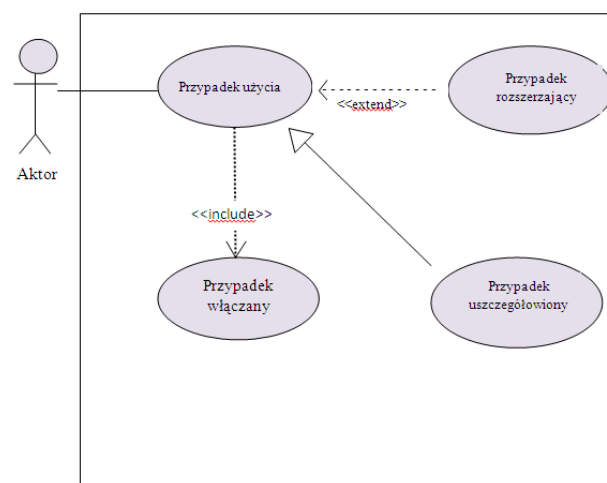 Przypadek użycia
Przypadek
rozszerzający
<<extend>>
Aktor
<<include>>
Przypadek
włączany
Przypadek
uszczegółowiony